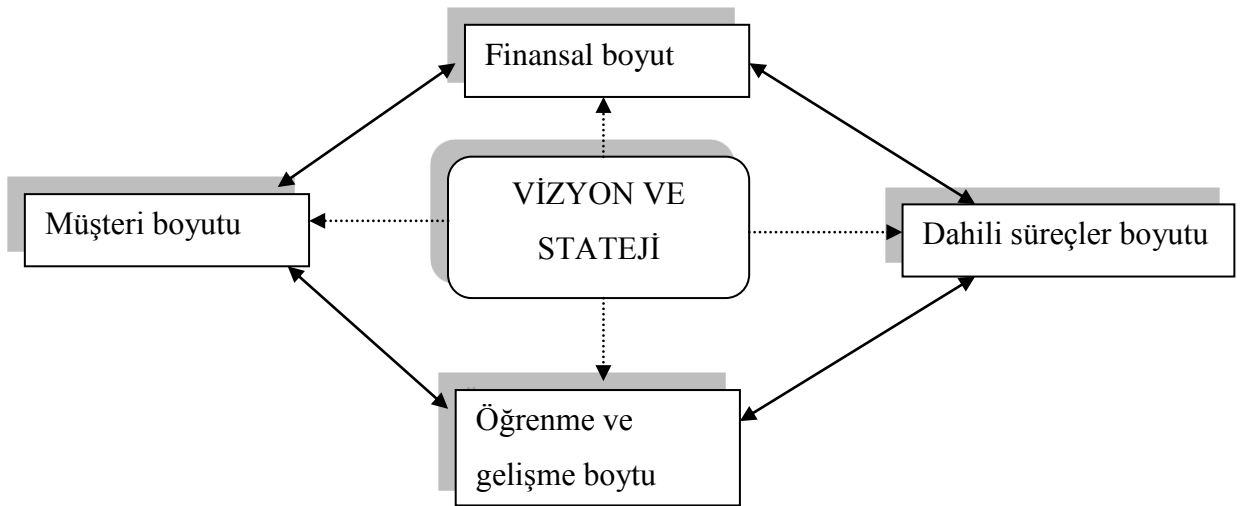 Finansal boyut
VİZYON VE
STATEJİ
Müşteri boyutu
Dahili süreçler boyutu
Öğrenme ve
gelişme boytu